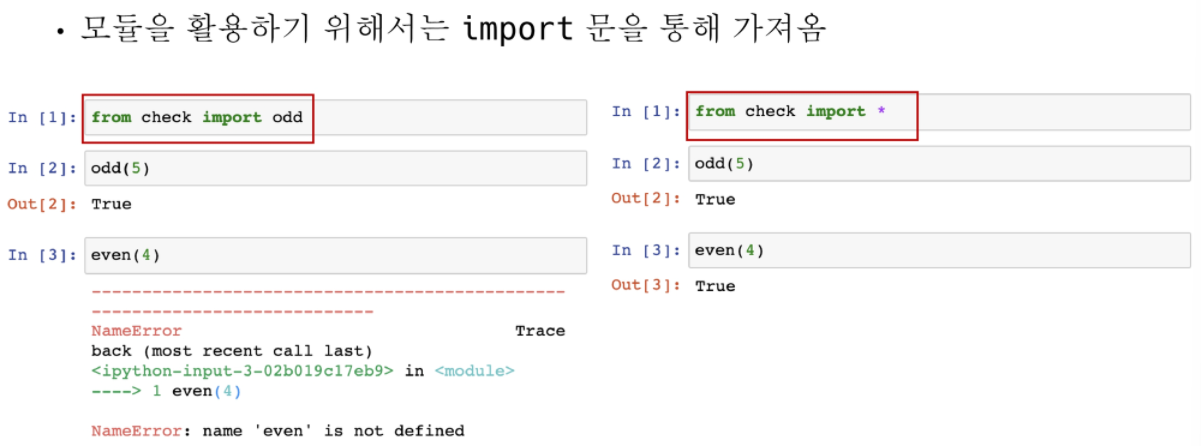 • 모듈을 활용하기 위해서는 import 문을 통해 가져옴
In [1]: from check import odd
In [2]: odd(5)
Out[2]: True
In [3]: even(4)
---------------------------------------------------------------------------
NameError Trace
back (most recent call last)
<ipython-input-3-02b019c17eb9> in <module>
----> 1 even(4)
NameError: name 'even' is not defined
In [1]: from check import *
In [2]: odd(5)
Out[2]: True
In [3]: even(4)
Out[3]: True